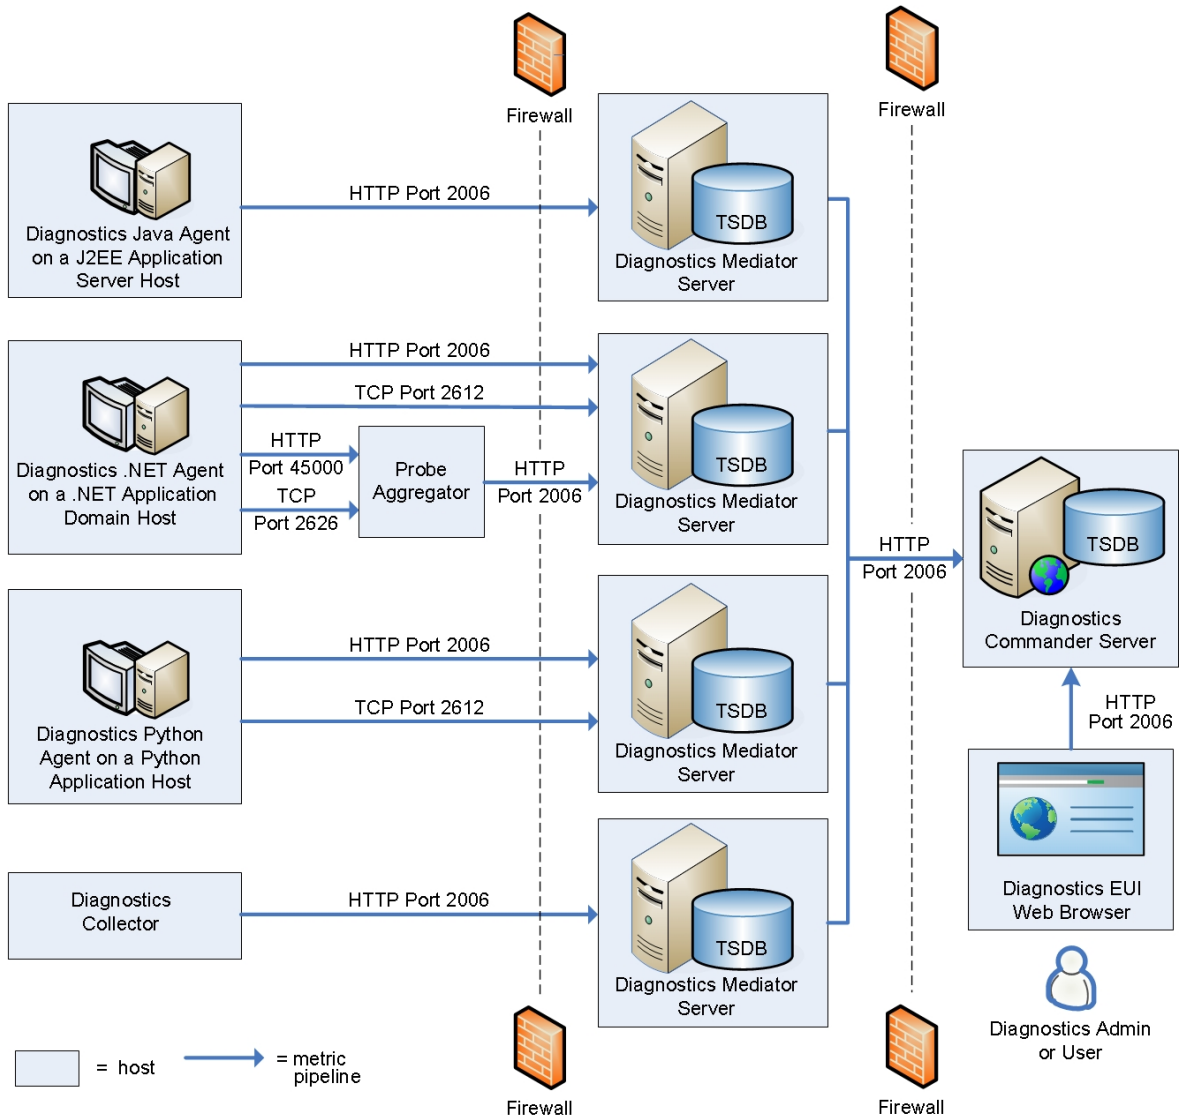 Firewall
Firewall
HTTP Port 2006
TSDB
Diagnostics Java Agent
on a J2EE Application
Server Host
Diagnostics Mediator
Server
HTTP Port 2006
TCP Port 2612
HTTP
Port 45000
TCP
Port 2626
Probe
Aggregator
HTTP
Port 2006
Diagnostics .NET Agent
on a .NET Application
Domain Host
TSDB
Diagnostics Mediator
Server
HTTP
Port 2006
TSDB
Diagnostics
Commander Server
HTTP Port 2006
TCP Port 2612
Diagnostics Python
Agent on a Python
Application Host
TSDB
Diagnostics Mediator
Server
HTTP
Port 2006
Diagnostics EUI
Web Browser
Diagnostics
Collector
HTTP Port 2006
TSDB
Diagnostics Mediator
Server
Diagnostics Admin
or User
= host
= metric
pipeline
Firewall
Firewall